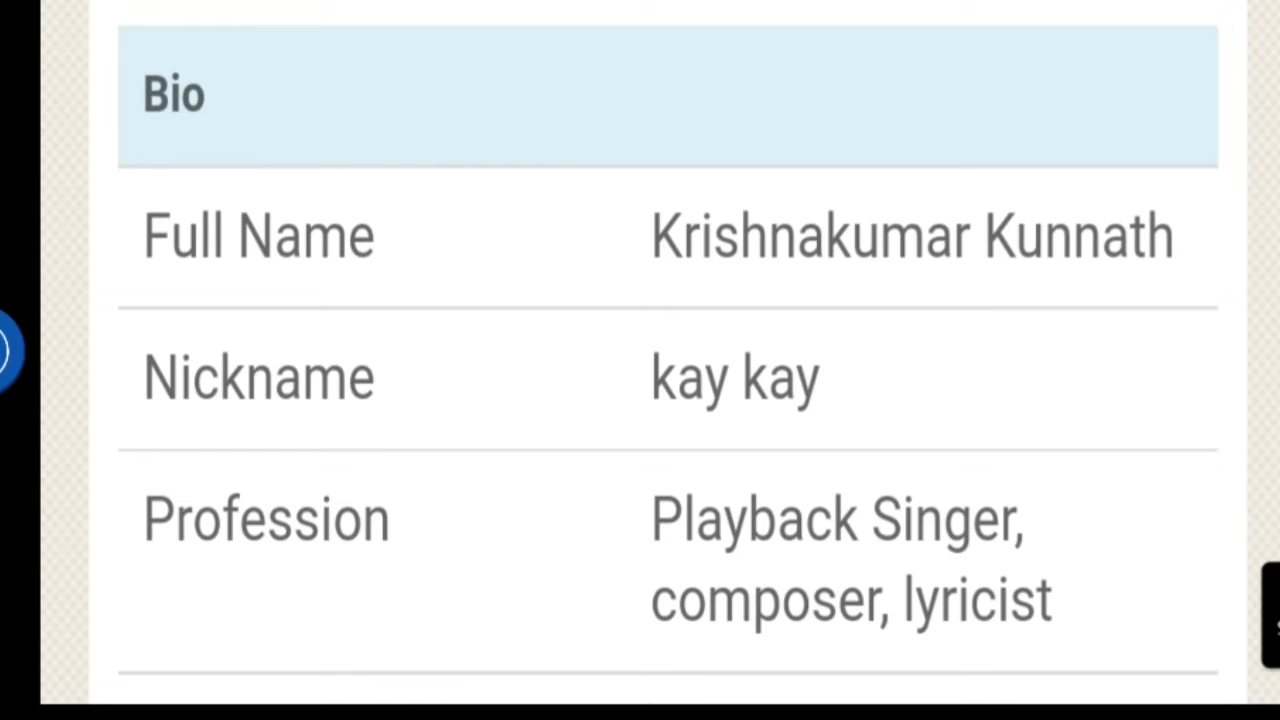 Bio
Full Name Krishnakumar Kunnath
Nickname kay kay
Profession Playback Singer,
composer, lyricist